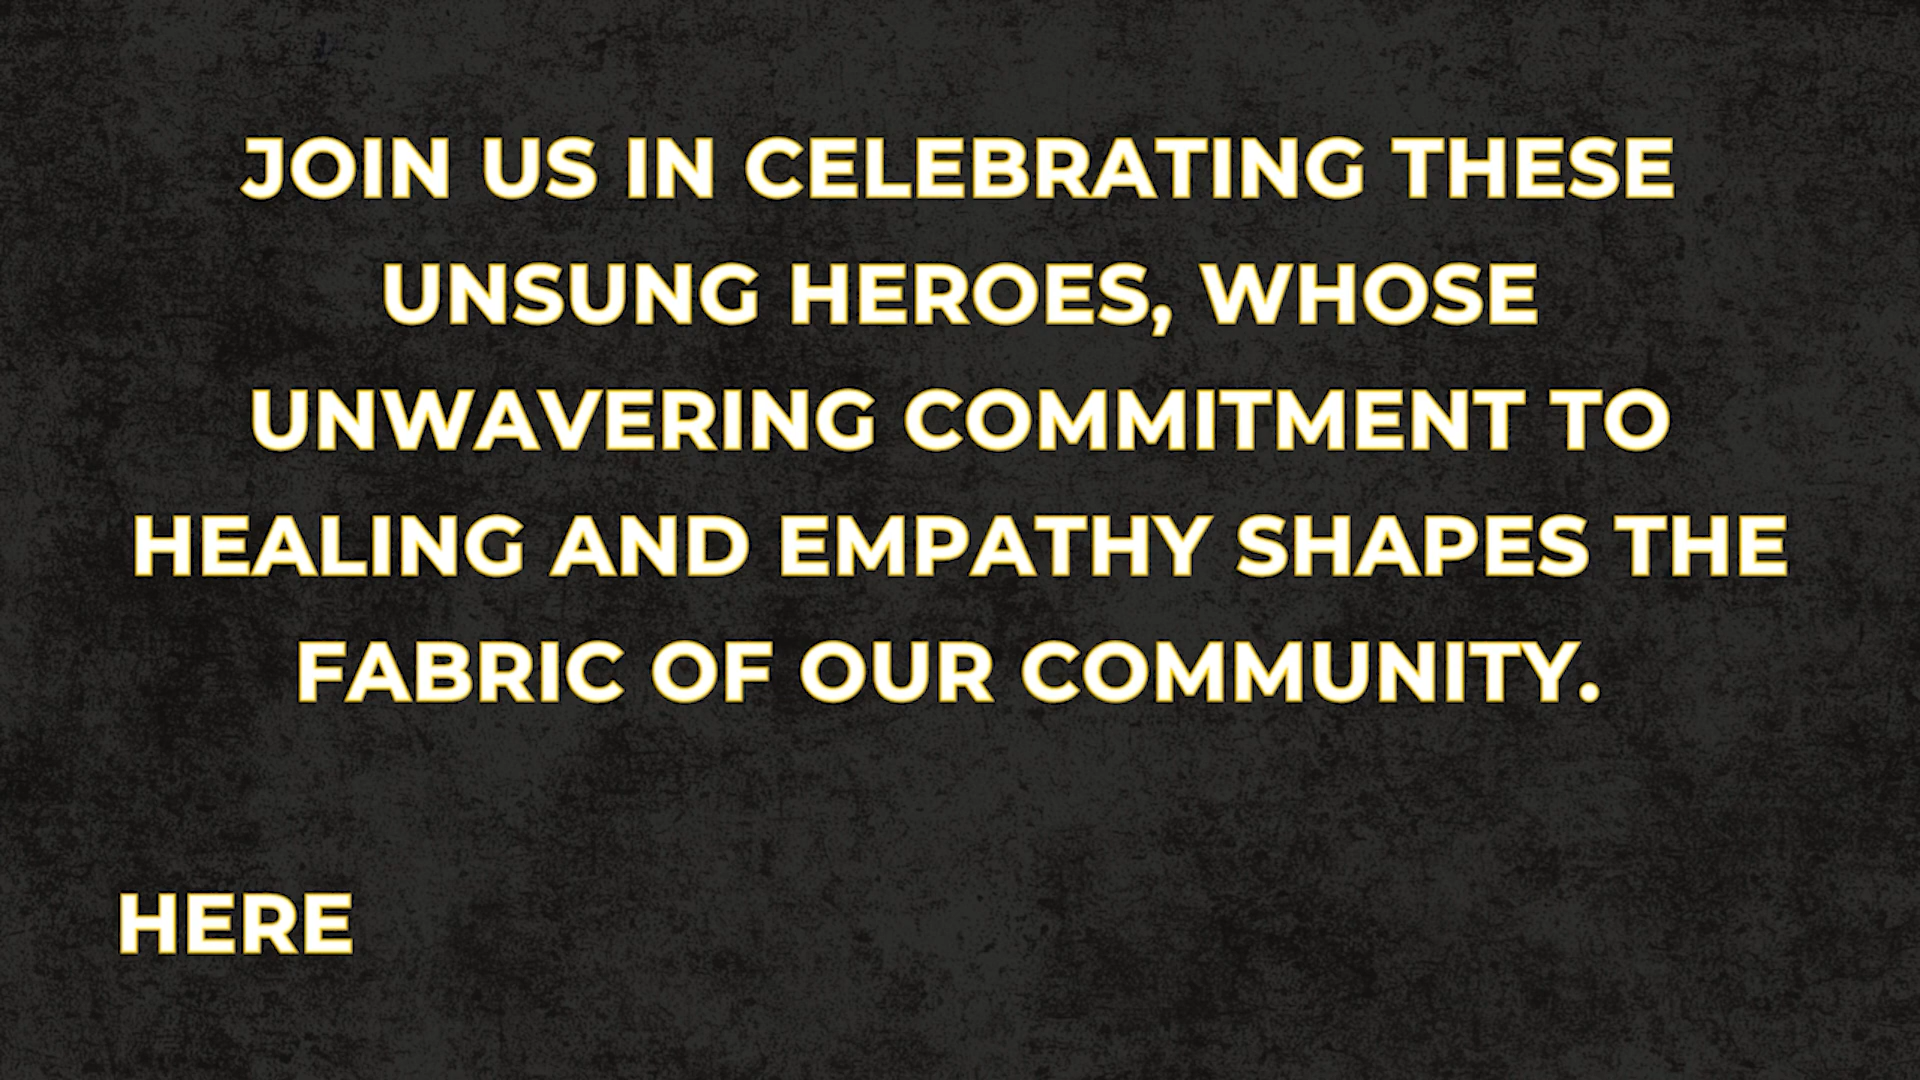 JOIN US IN CELEBRATING THESE
UNSUNG HEROES, WHOSE
UNWAVERING COMMITMENT TO
HEALING AND EMPATHY SHAPES THE
FABRIC OF OUR COMMUNITY.
HERE